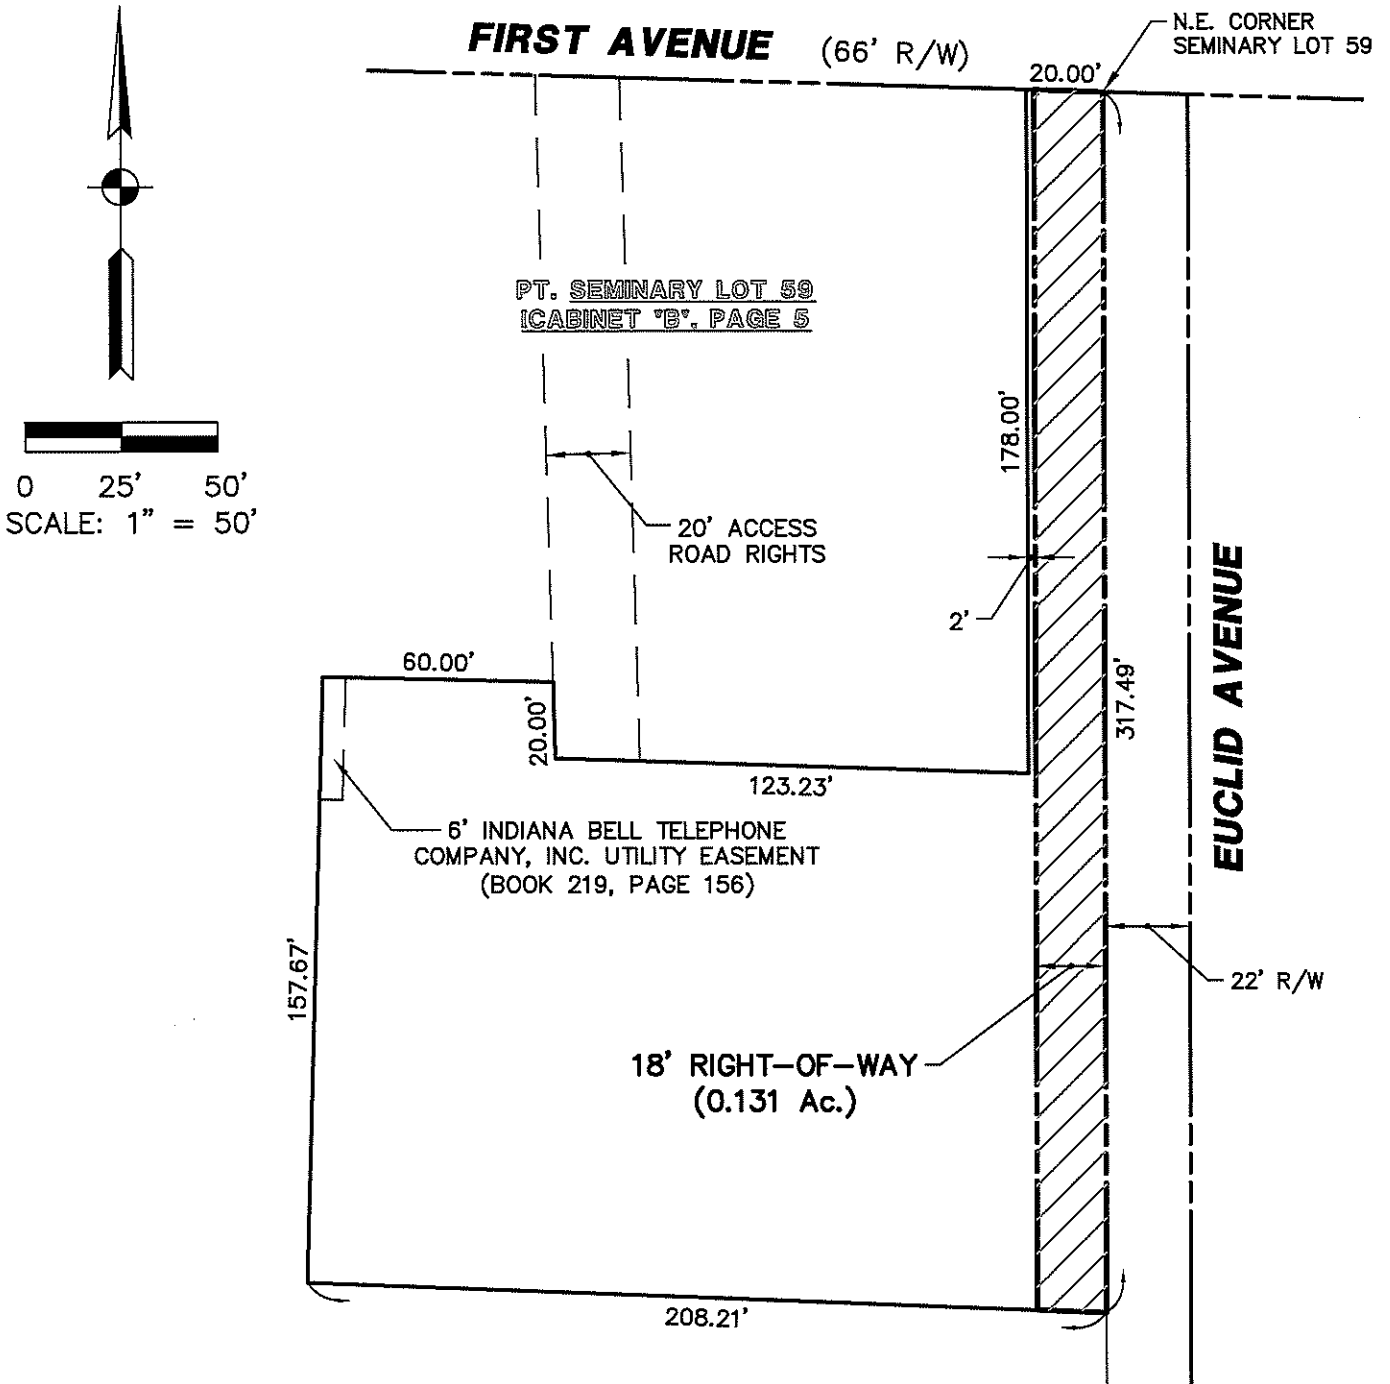 FIRST AVENUE (66' R/W)
N.E. CORNER
SEMINARY LOT 59
20.00'
PT. SEMINARY LOT 59
(CABINET "B", PAGE 5
178.00'
0 25' 50'
SCALE: 1" = 50'
20' ACCESS
ROAD RIGHTS
2'
EUCLID AVENUE
60.00'
20.00'
317.49'
123.23'
6' INDIANA BELL TELEPHONE
COMPANY, INC. UTILITY EASEMENT
(BOOK 219, PAGE 156)
157.67'
22' R/W
18' RIGHT-OF-WAY
(0.131 Ac.)
208.21'